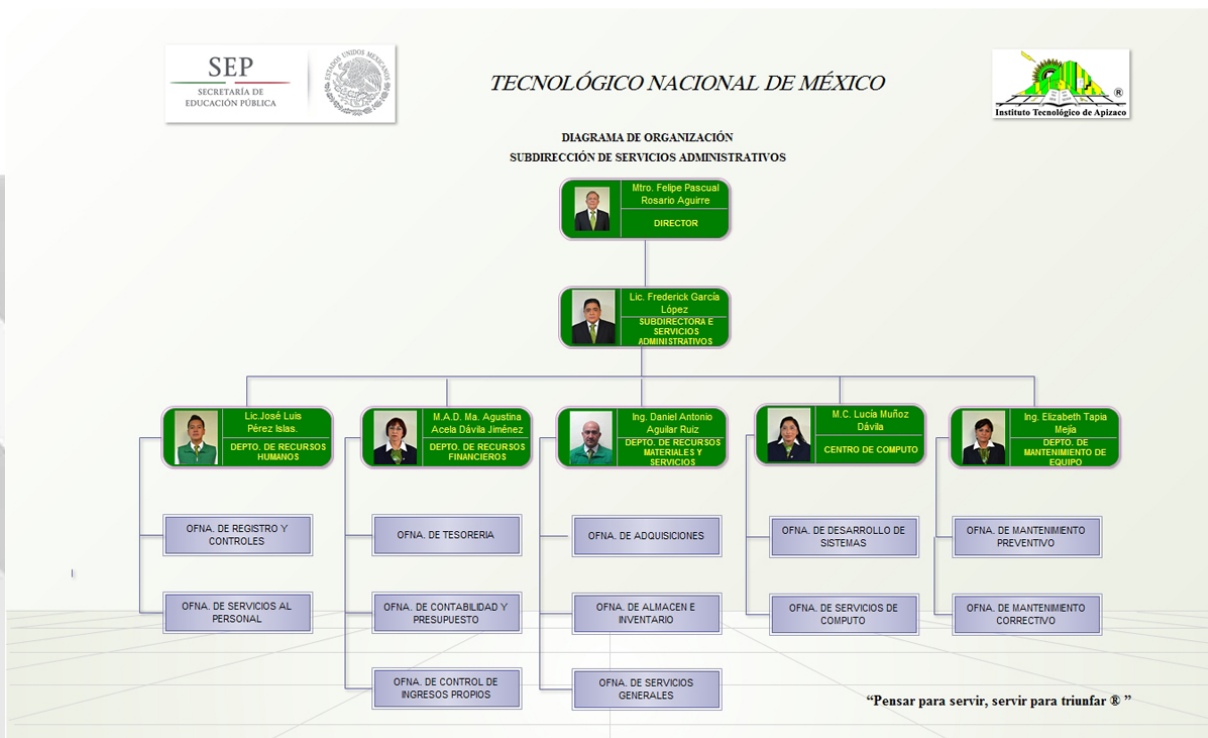 SEP
SECRETARÍA DE
EDUCACIÓN PÚBLICA
ESTADOS UNIDOS MEXICANOS
TECNOLÓGICO NACIONAL DE MÉXICO
®
Instituto Tecnológico de Apizaco
DIAGRAMA DE ORGANIZACIÓN
SUBDIRECCIÓN DE SERVICIOS ADMINISTRATIVOS
Mtro. Felipe Pascual
Rosario Aguirre
DIRECTOR
Lic. Frederick García
López
SUBDIRECTORA E
SERVICIOS
ADMINISTRATIVOS
Lic.José Luis
Pérez Islas.
DEPTO. DE RECURSOS
HUMANOS
M.A.D. Ma. Agustina
Acela Dávila Jiménez
DEPTO. DE RECURSOS
FINANCIEROS
Ing. Daniel Antonio
Aguilar Ruiz
DEPTO. DE RECURSOS
MATERIALES Y
SERVICIOS
M.C. Lucía Muñoz
Dávila
CENTRO DE COMPUTO
Ing. Elizabeth Tapia
Mejía
DEPTO. DE
MANTENIMIENTO DE
EQUIPO
OFNA. DE REGISTRO Y
CONTROLES
OFNA. DE TESORERIA
OFNA. DE ADQUISICIONES
OFNA. DE DESARROLLO DE
SISTEMAS
OFNA. DE MANTENIMIENTO
PREVENTIVO
OFNA. DE SERVICIOS AL
PERSONAL
OFNA. DE CONTABILIDAD Y
PRESUPUESTO
OFNA. DE ALMACEN E
INVENTARIO
OFNA. DE SERVICIOS DE
COMPUTO
OFNA. DE MANTENIMIENTO
CORRECTIVO
OFNA. DE CONTROL DE
INGRESOS PROPIOS
OFNA. DE SERVICIOS
GENERALES
“Pensar para servir, servir para triunfar ® ”